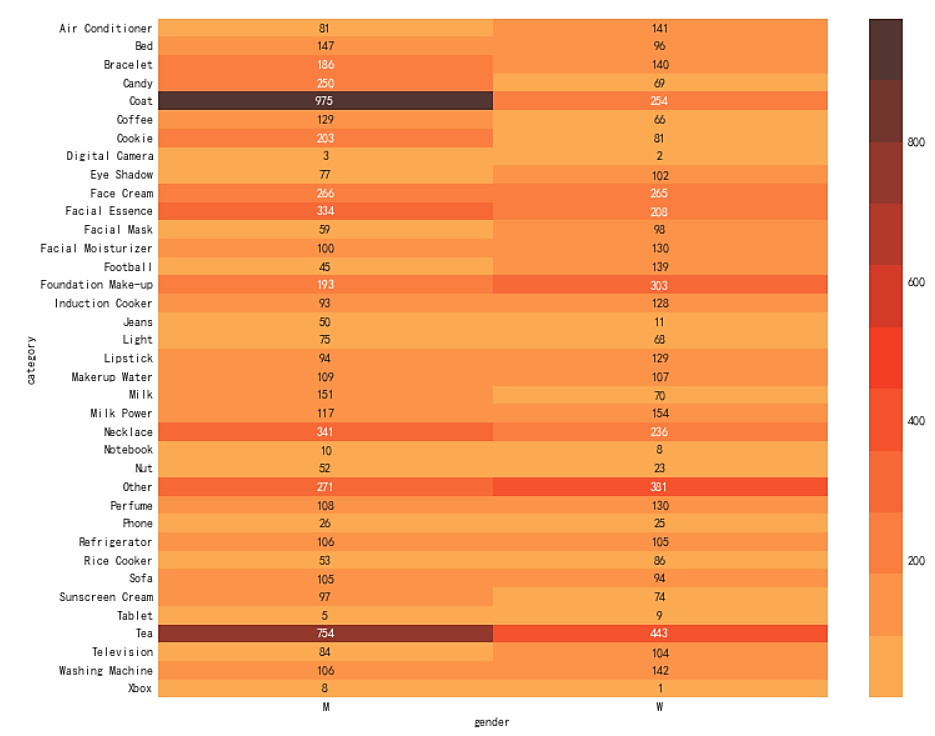 Air Conditioner 81 141
Bed 147 96
Bracelet 186 140
Candy 250 69
Coat 975 254
Coffee 129 66
Cookie 203 81
Digital Camera 3 2
Eye Shadow 77 102
Face Cream 266 265
Facial Essence 334 208
Facial Mask 59 98
Facial Moisturizer 100 130
Football 45 139
Foundation Make-up 193 303
Induction Cooker 93 128
Jeans 50 11
Light 75 68
Lipstick 94 129
Makerup Water 109 107
Milk 151 70
Milk Power 117 154
Necklace 341 236
Notebook 10 8
Nut 52 23
Other 271 381
Perfume 108 130
Phone 26 25
Refrigerator 106 105
Rice Cooker 53 86
Sofa 105 94
Sunscreen Cream 97 74
Tablet 5 9
Tea 754 443
Television 84 104
Washing Machine 106 142
Xbox 8 1
M W
gender
category
800
600
400
200